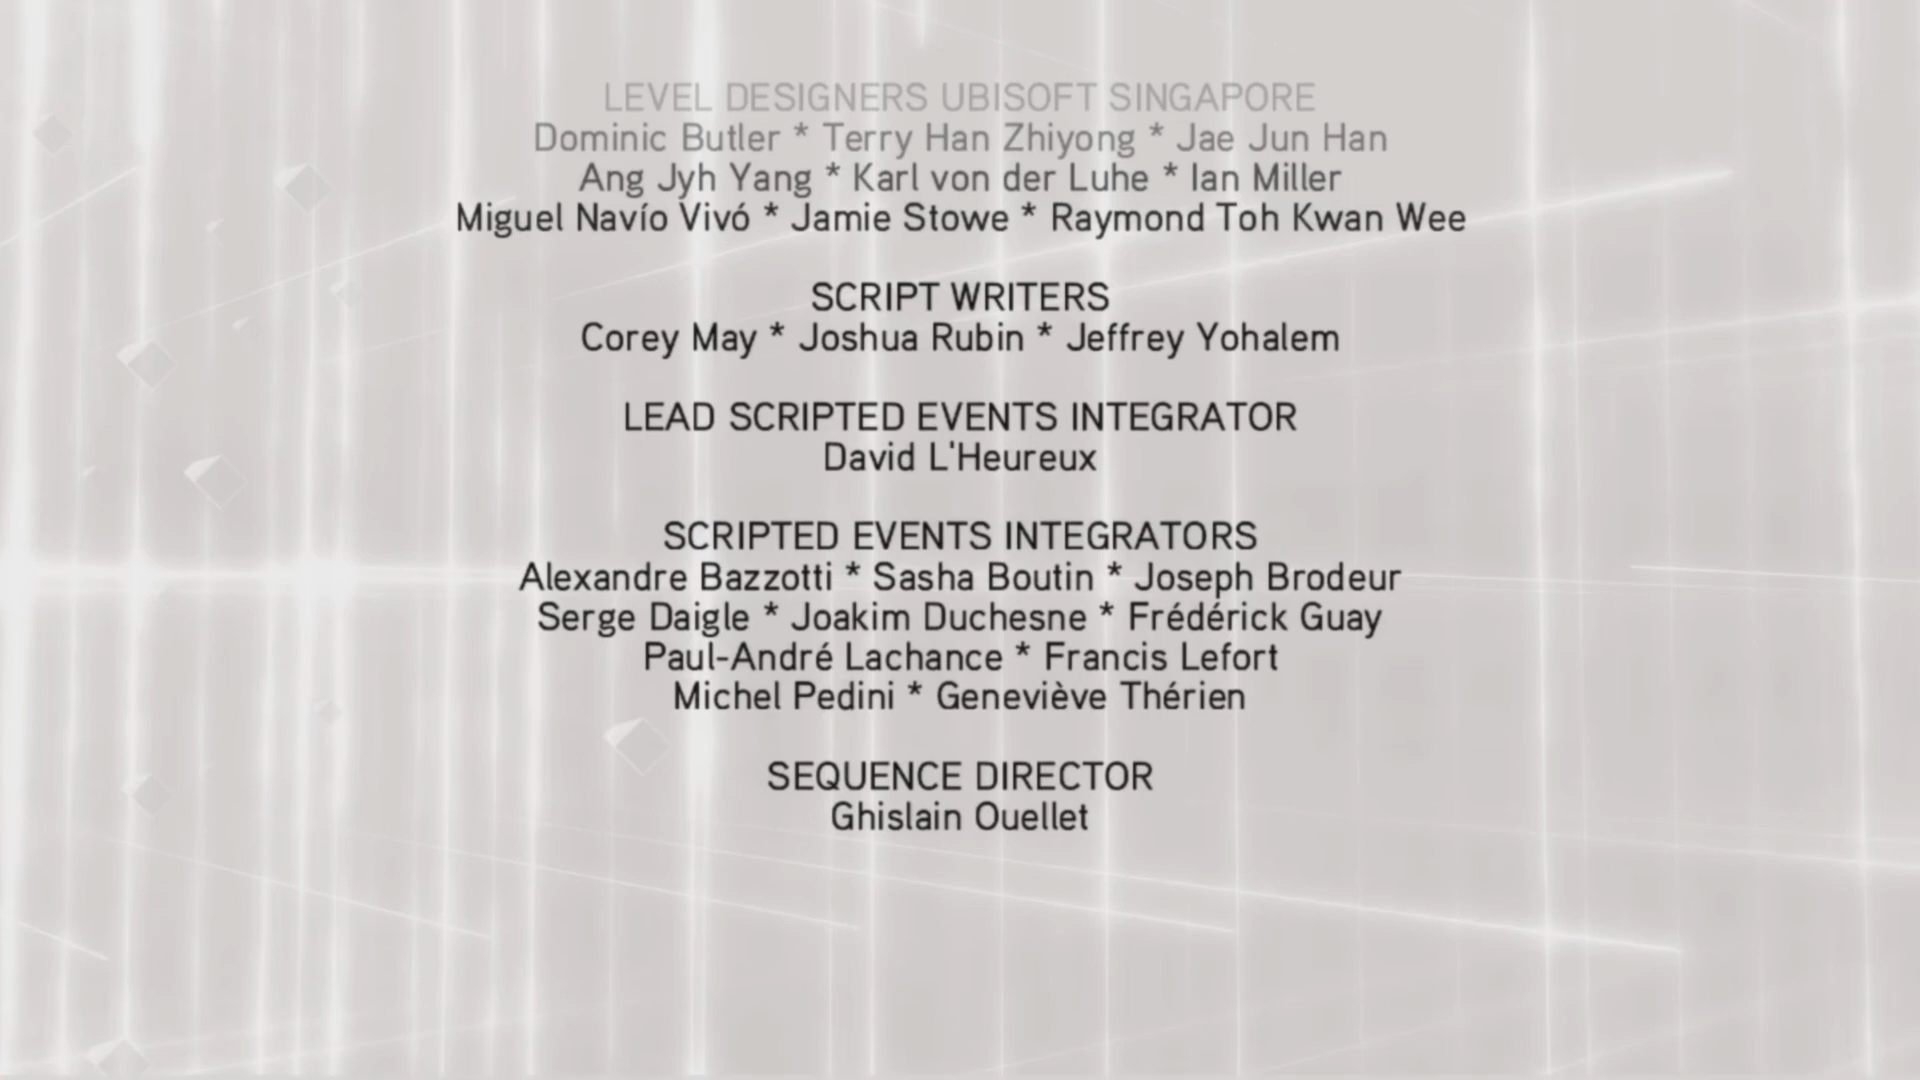 LEVEL DESIGNERS UBISOFT SINGAPORE
Dominic Butler * Terry Han Zhiyong * Jae Jun Han
Ang Jyh Yang * Karl von der Luhe * Ian Miller
Miguel Navío Vivó * Jamie Stowe * Raymond Toh Kwan Wee
SCRIPT WRITERS
Corey May * Joshua Rubin * Jeffrey Yohalem
LEAD SCRIPTED EVENTS INTEGRATOR
David L'Heureux
SCRIPTED EVENTS INTEGRATORS
Alexandre Bazzotti * Sasha Boutin * Joseph Brodeur
Serge Daigle * Joakim Duchesne * Frédérick Guay
Paul-André Lachance * Francis Lefort
Michel Pedini * Geneviève Thérien
SEQUENCE DIRECTOR
Ghislain Ouellet